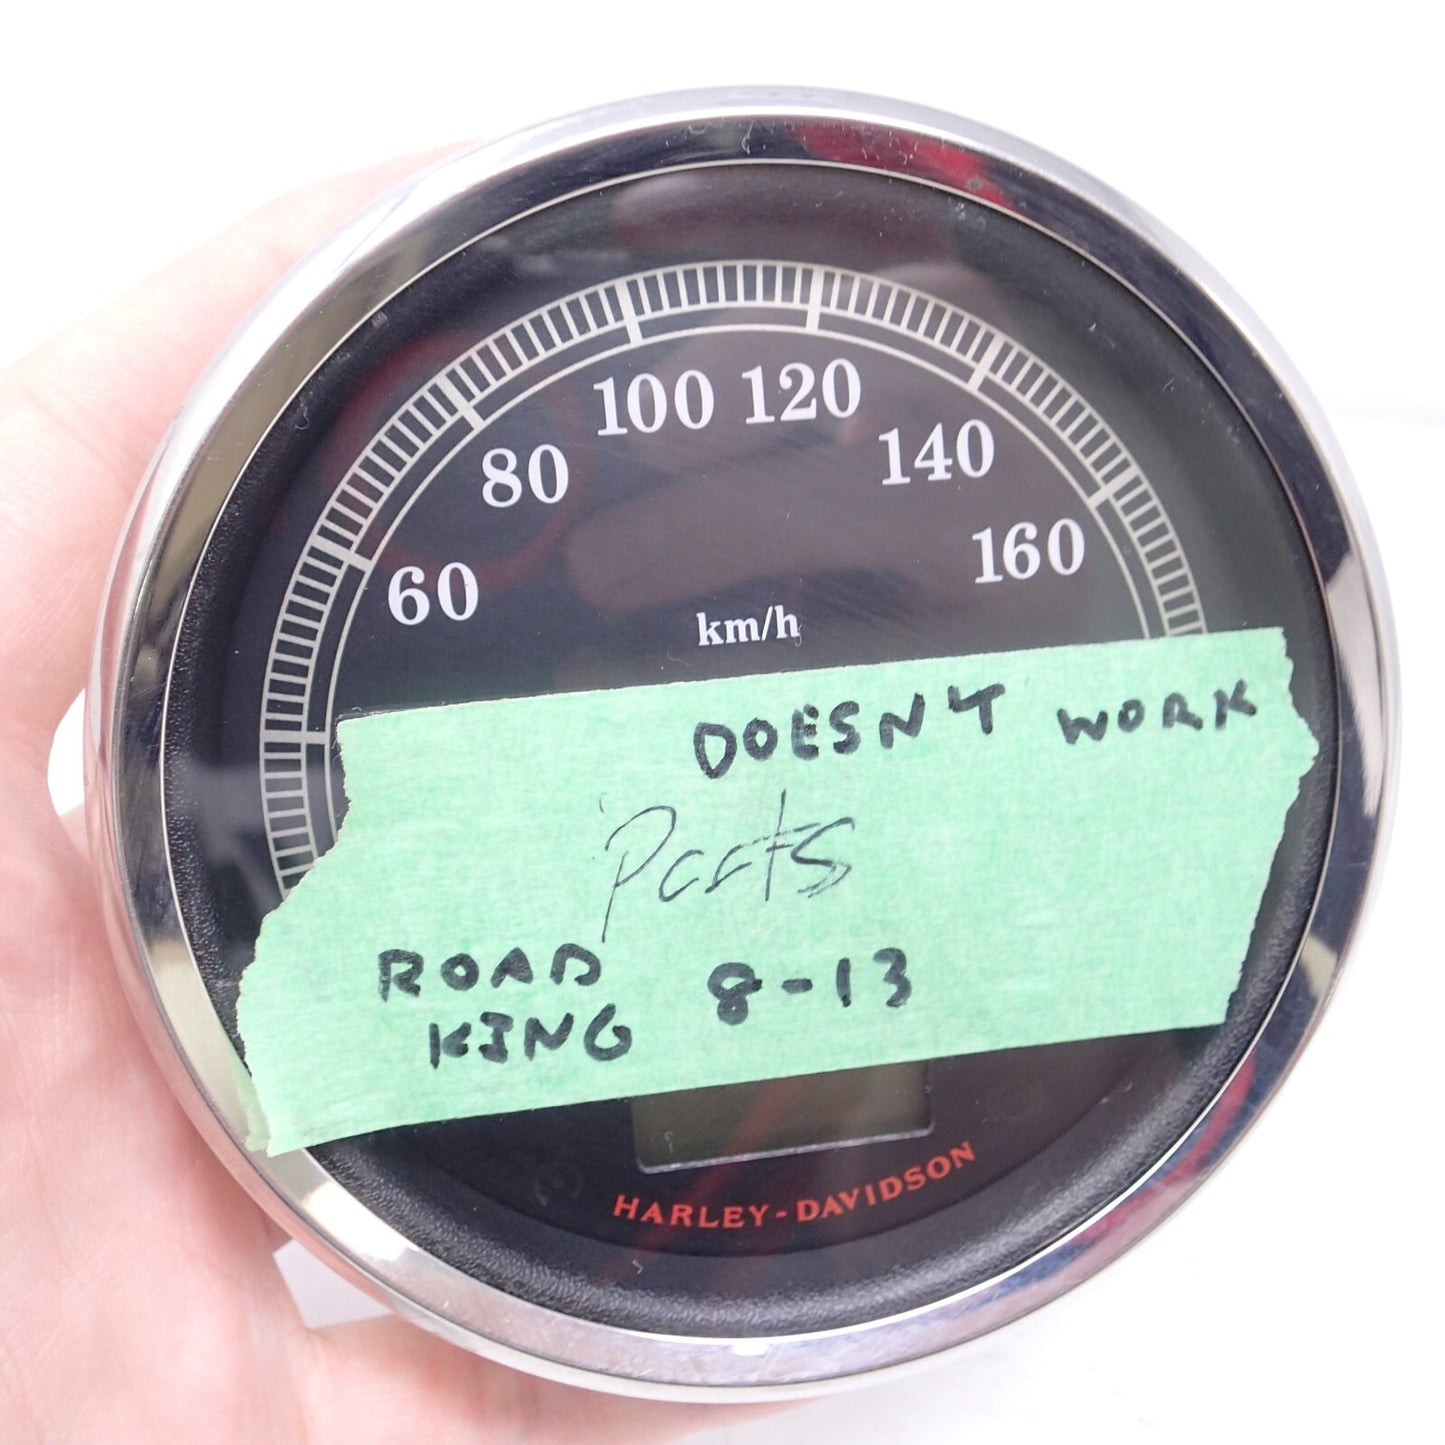 100 120
80 140
60 160
km/h
DOESN'T WORK
Parts
ROAD
KING 8-13
HARLEY-DAVIDSON